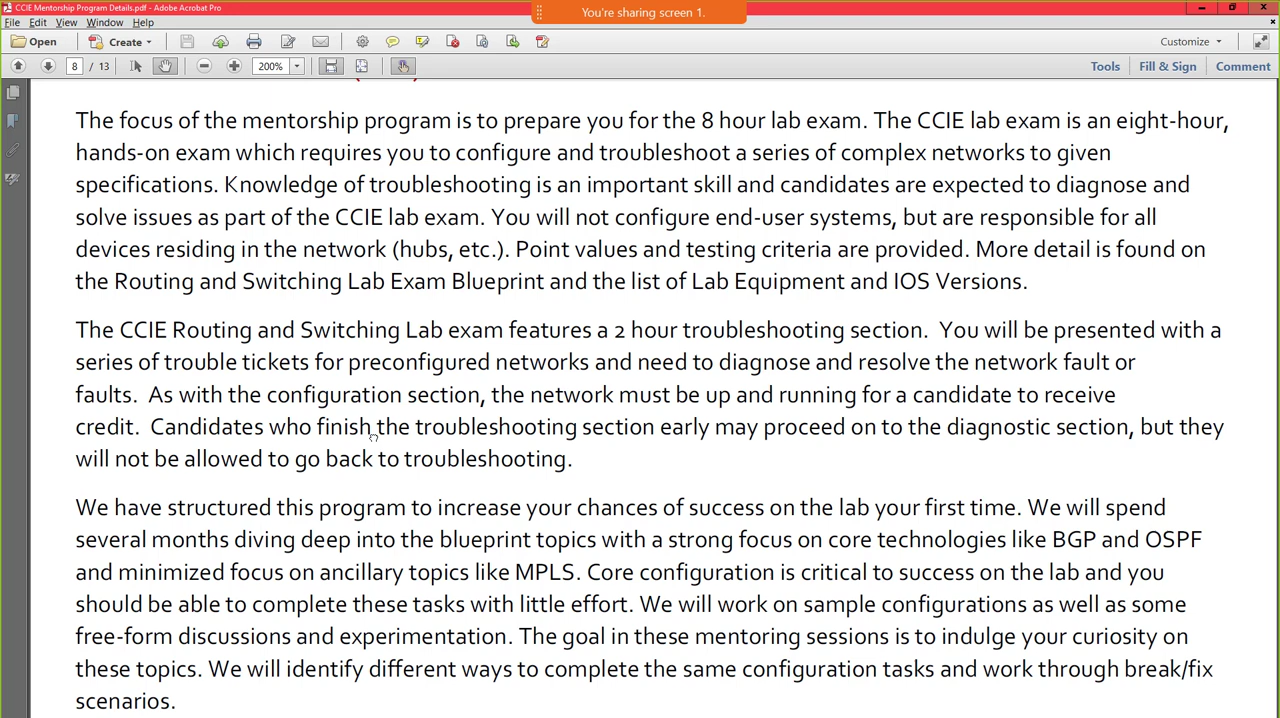 CCIE Mentorship Program Details.pdf - Adobe Acrobat Pro
You're sharing screen 1.
File Edit View Window Help
Open Create Customize
8 / 13 200% Tools Fill & Sign Comment
The focus of the mentorship program is to prepare you for the 8 hour lab exam. The CCIE lab exam is an eight-hour,
hands-on exam which requires you to configure and troubleshoot a series of complex networks to given
specifications. Knowledge of troubleshooting is an important skill and candidates are expected to diagnose and
solve issues as part of the CCIE lab exam. You will not configure end-user systems, but are responsible for all
devices residing in the network (hubs, etc.). Point values and testing criteria are provided. More detail is found on
the Routing and Switching Lab Exam Blueprint and the list of Lab Equipment and IOS Versions.
The CCIE Routing and Switching Lab exam features a 2 hour troubleshooting section. You will be presented with a
series of trouble tickets for preconfigured networks and need to diagnose and resolve the network fault or
faults. As with the configuration section, the network must be up and running for a candidate to receive
credit. Candidates who finish the troubleshooting section early may proceed on to the diagnostic section, but they
will not be allowed to go back to troubleshooting.
We have structured this program to increase your chances of success on the lab your first time. We will spend
several months diving deep into the blueprint topics with a strong focus on core technologies like BGP and OSPF
and minimized focus on ancillary topics like MPLS. Core configuration is critical to success on the lab and you
should be able to complete these tasks with little effort. We will work on sample configurations as well as some
free-form discussions and experimentation. The goal in these mentoring sessions is to indulge your curiosity on
these topics. We will identify different ways to complete the same configuration tasks and work through break/fix
scenarios.